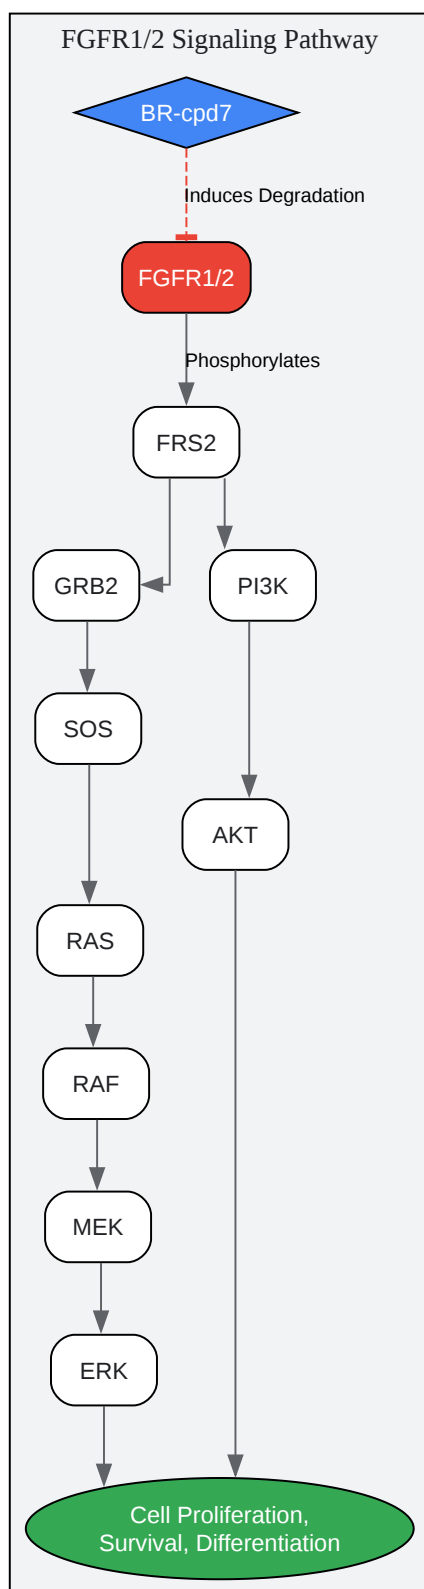 FGFR1/2 Signaling Pathway
BR-cpd7
Induces Degradation
FGFR1/2
Phosphorylates
FRS2
GRB2
PI3K
SOS
AKT
RAS
RAF
MEK
ERK
Cell Proliferation,
Survival, Differentiation